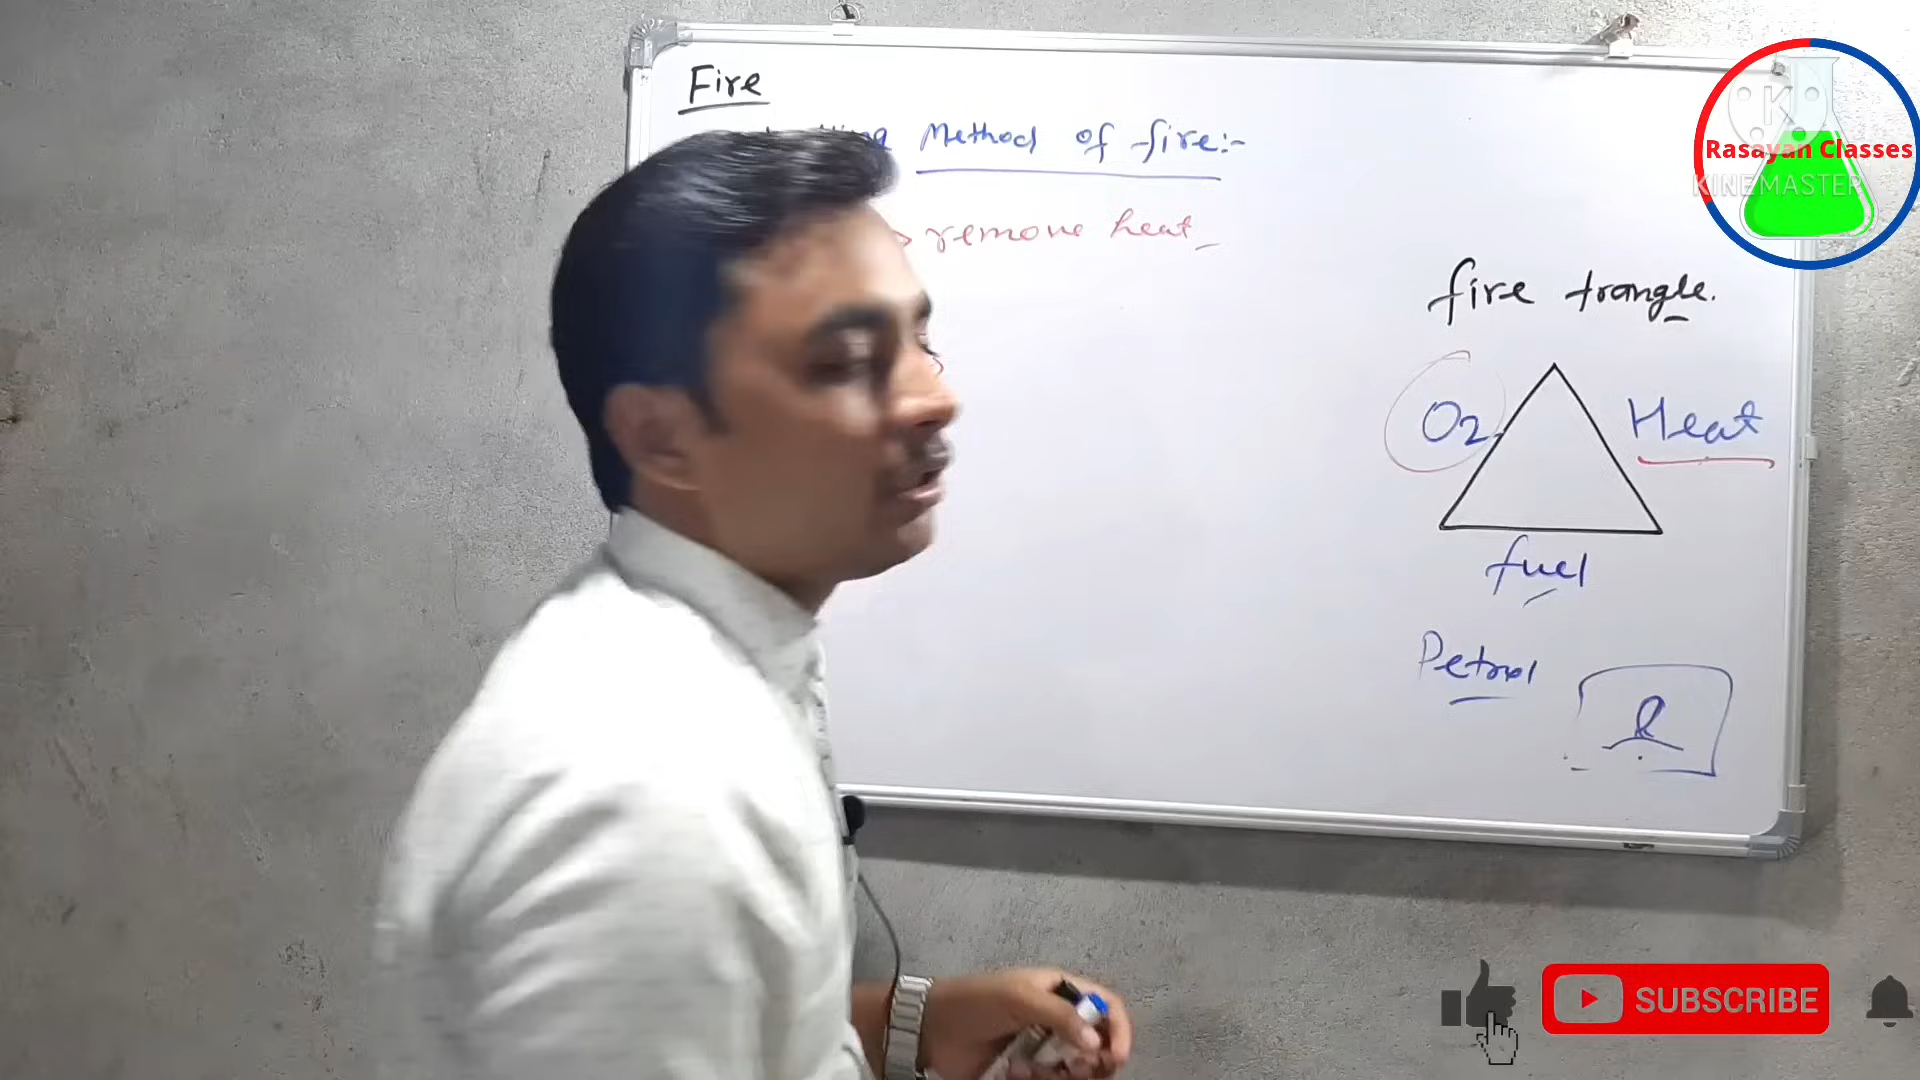 Fire
Method of fire:-
remove heat
fire trangle.
O2
Heat
fuel
Petrol
Rasayan Classes
KINEMASTER
SUBSCRIBE